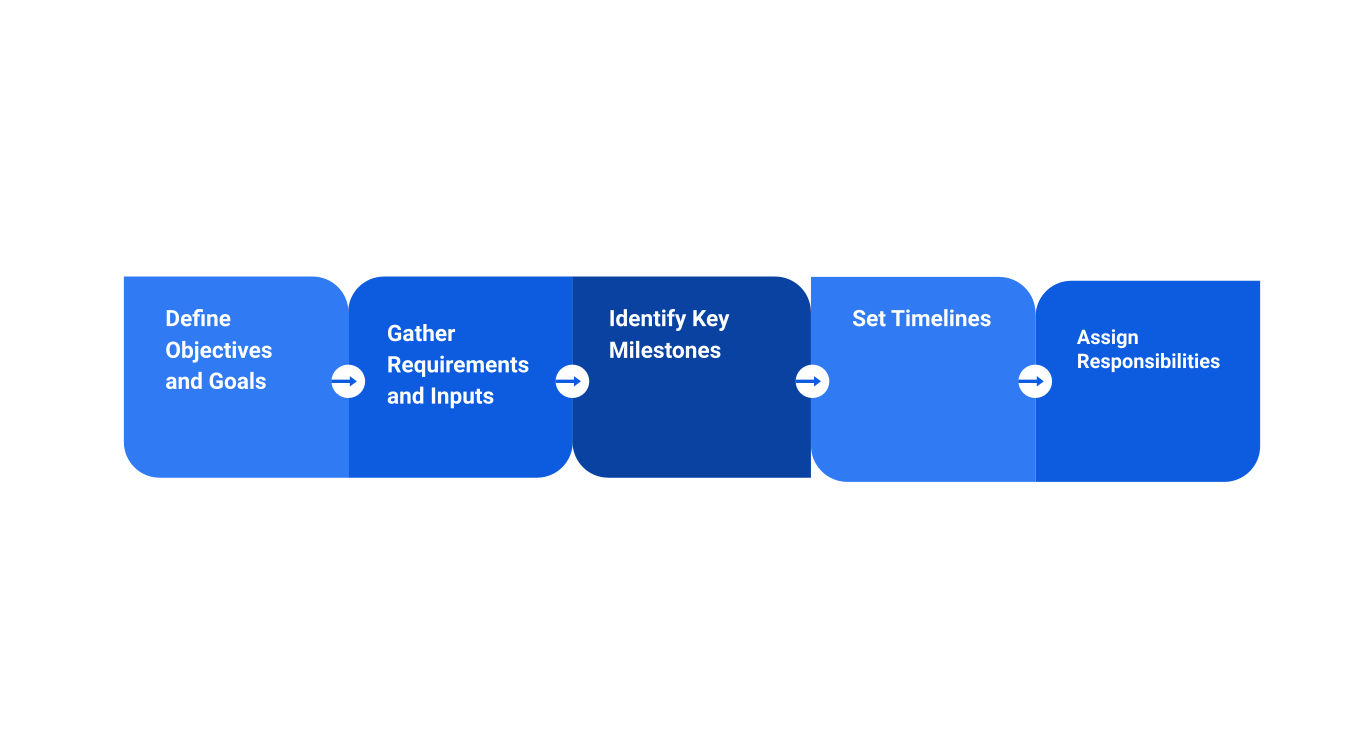 Define
Objectives
and Goals
Gather
Requirements
and Inputs
Identify Key
Milestones
Set Timelines
Assign
Responsibilities